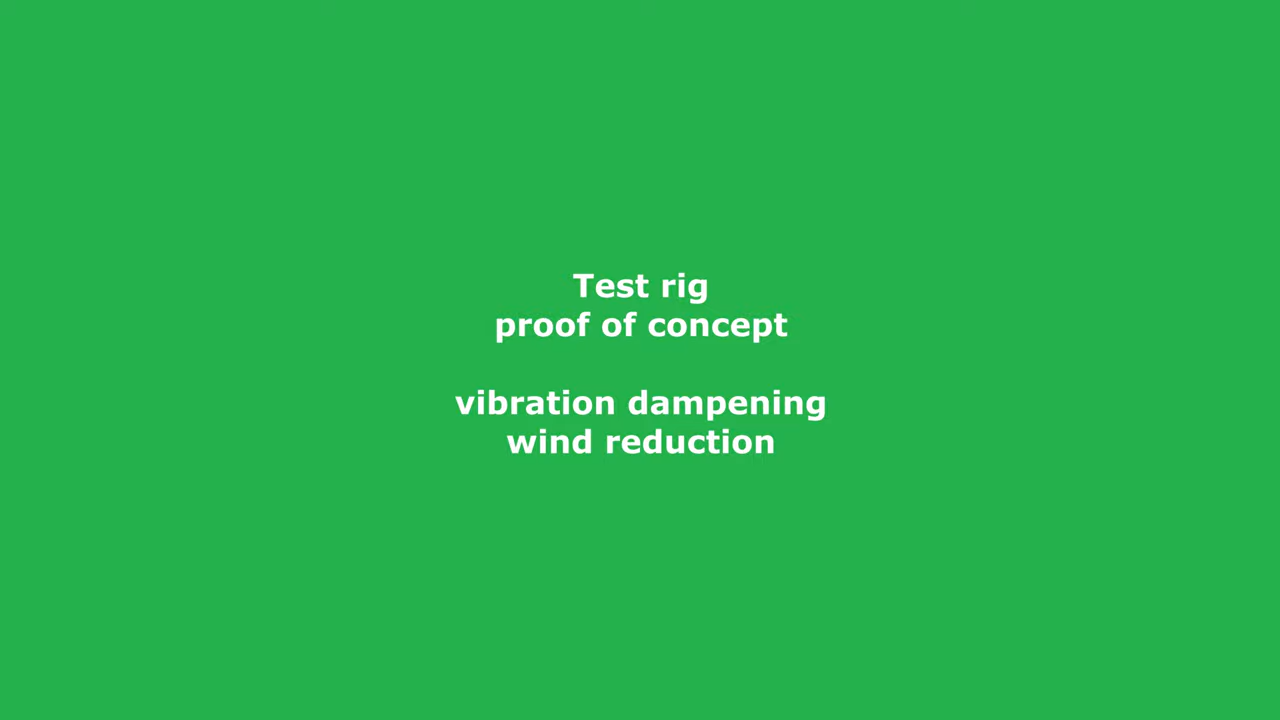 Test rig
proof of concept
vibration dampening
wind reduction